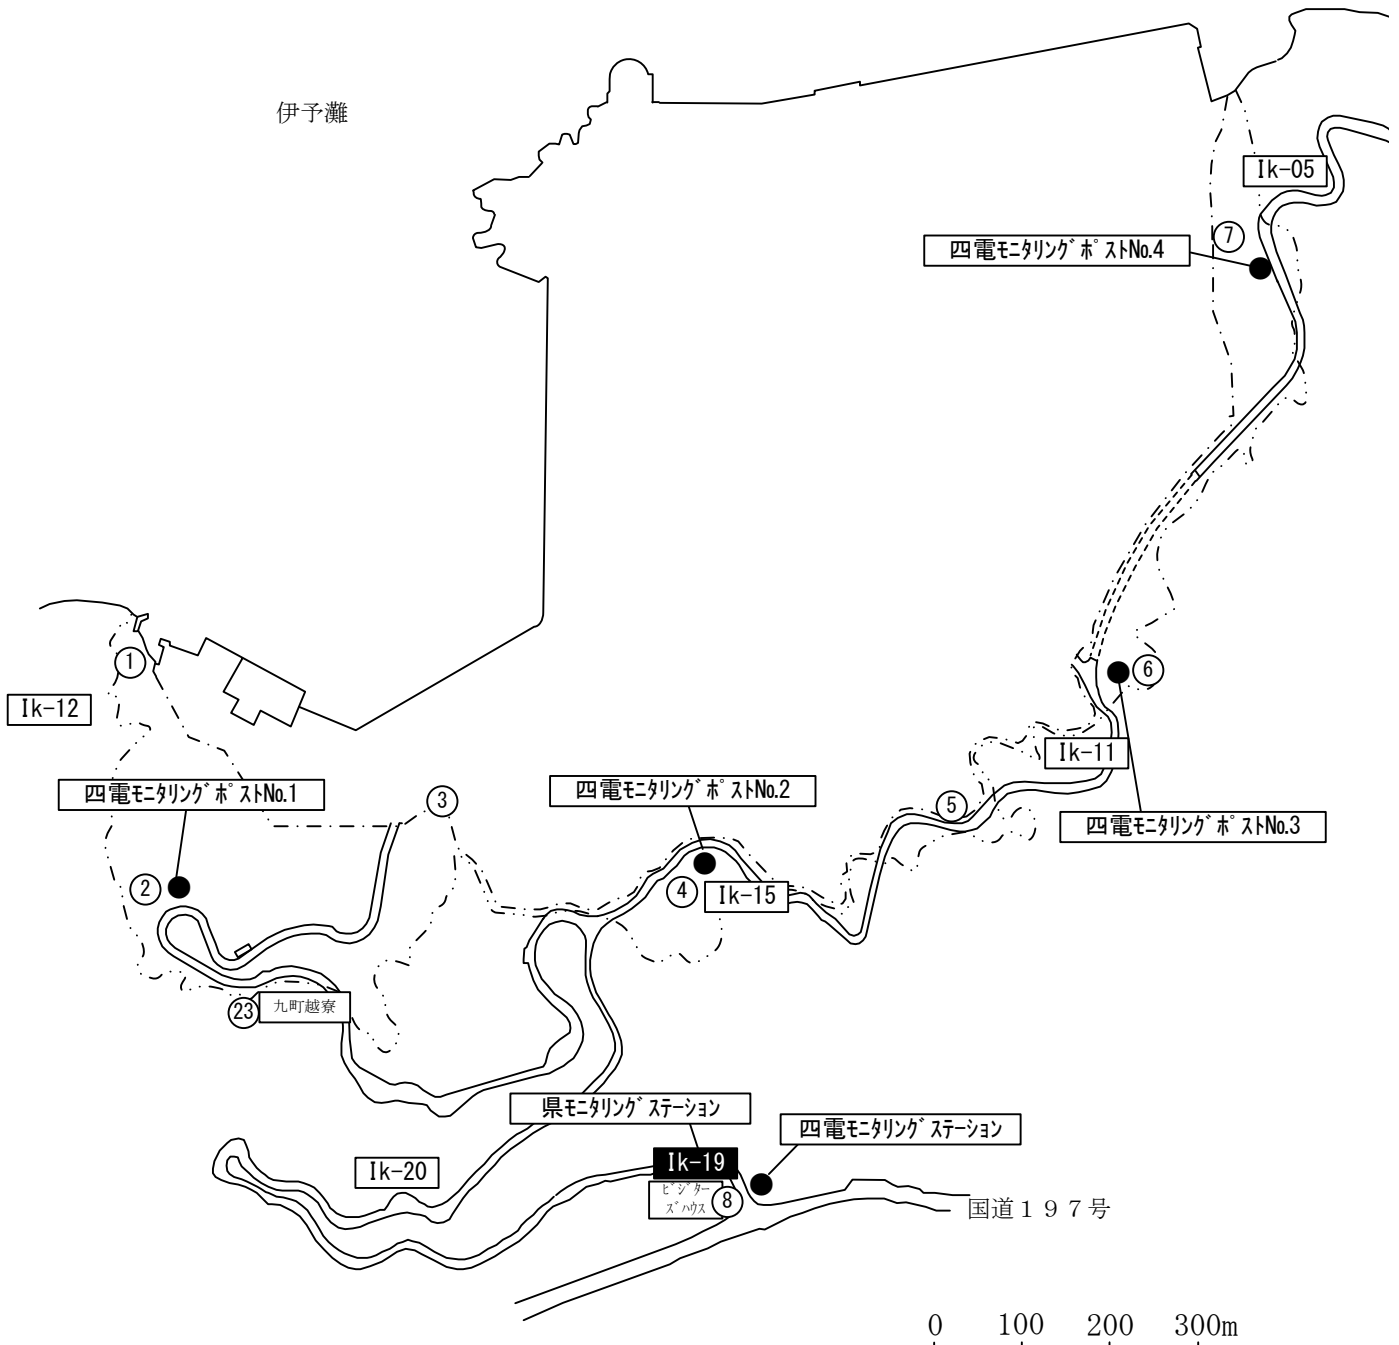 伊予灘
Ik-05
⑦
四電ﾓﾆﾀﾘﾝｸﾞﾎﾟｽﾄNo.4
①
⑥
Ik-12
Ik-11
四電ﾓﾆﾀﾘﾝｸﾞﾎﾟｽﾄNo.1
③
四電ﾓﾆﾀﾘﾝｸﾞﾎﾟｽﾄNo.2
⑤
四電ﾓﾆﾀﾘﾝｸﾞﾎﾟｽﾄNo.3
②
④
Ik-15
㉓
九町越寮
県ﾓﾆﾀﾘﾝｸﾞｽﾃｰｼｮﾝ
四電ﾓﾆﾀﾘﾝｸﾞｽﾃｰｼｮﾝ
Ik-20
Ik-19
ﾋﾞｼﾞﾀｰ
ｽﾞﾊｳｽ
⑧
国道１９７号
0 100 200 300m